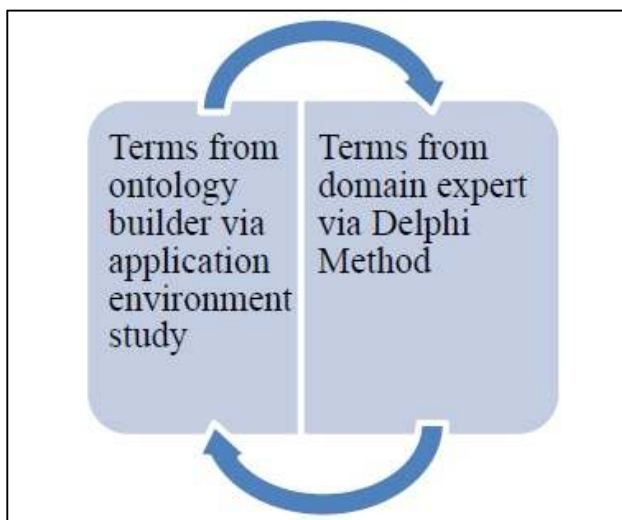 Terms from
ontology
builder via
application
environment
study
Terms from
domain expert
via Delphi
Method